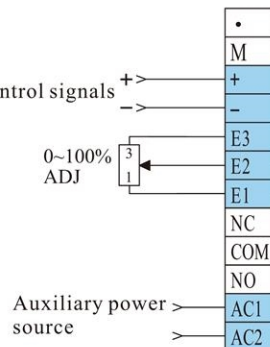 M
+ +
ntrol signals
− −
E3
0~100% 3 E2
ADJ 1
E1
NC
COM
NO
Auxiliary power AC1
source AC2